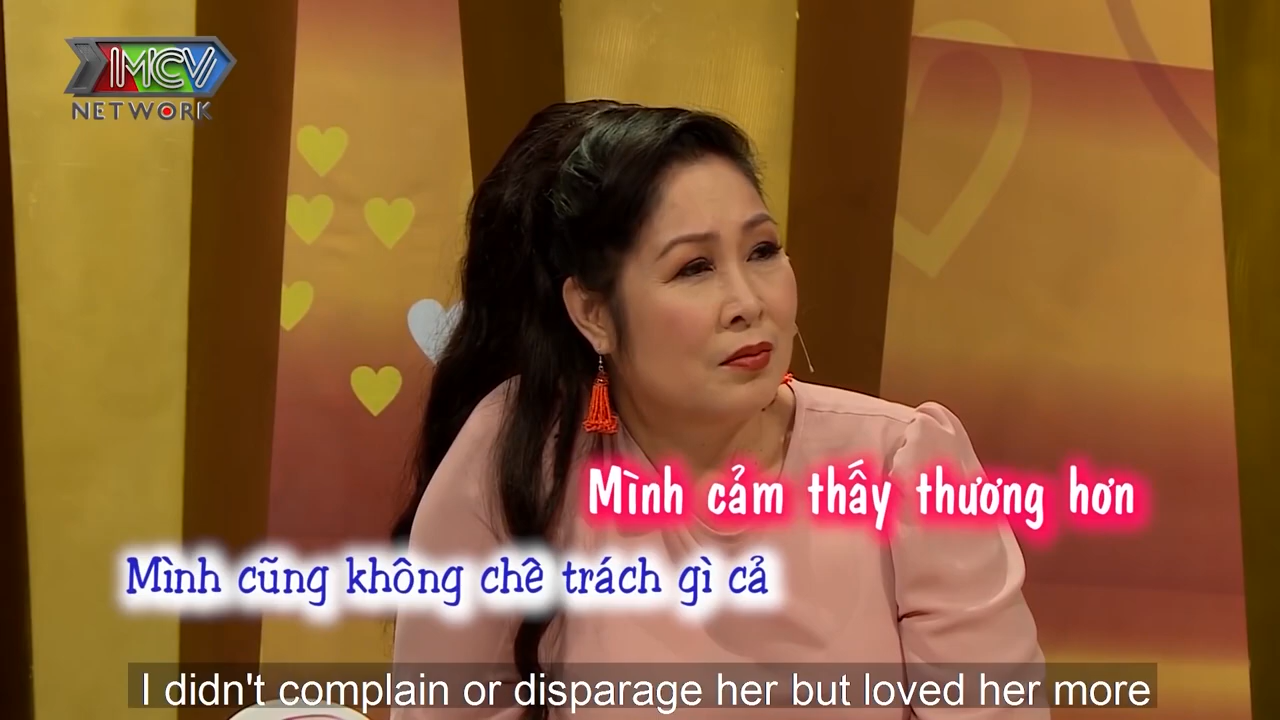 MCV
NETWORK
Mình cảm thấy thương hơn
Mình cũng không chê trách gì cả
I didn't complain or disparage her but loved her more